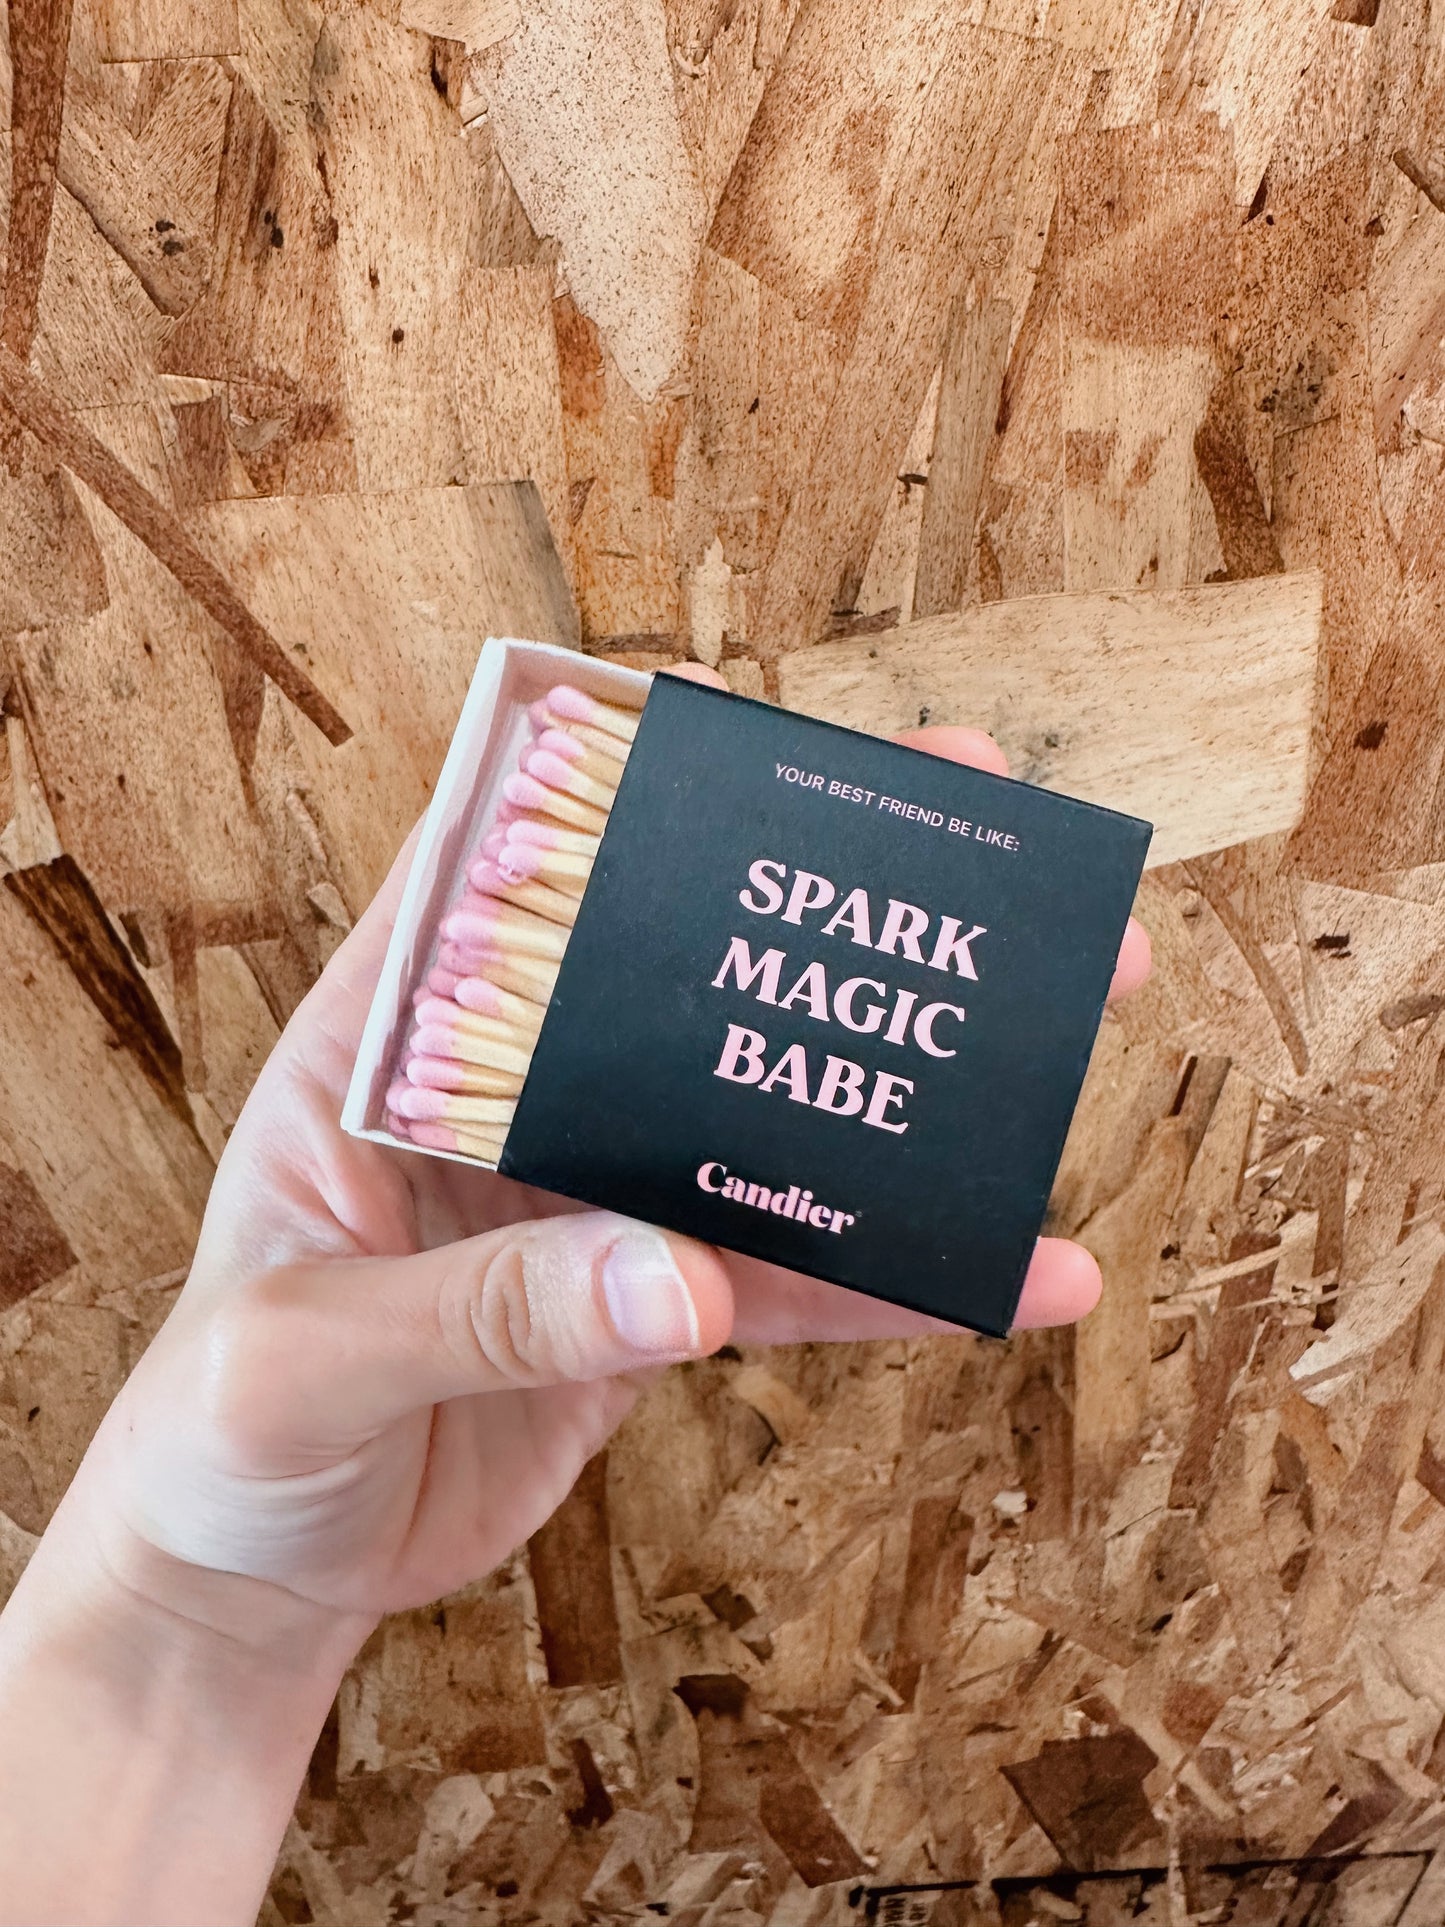 YOUR BEST FRIEND BE LIKE:
SPARK
MAGIC
BABE
Candier